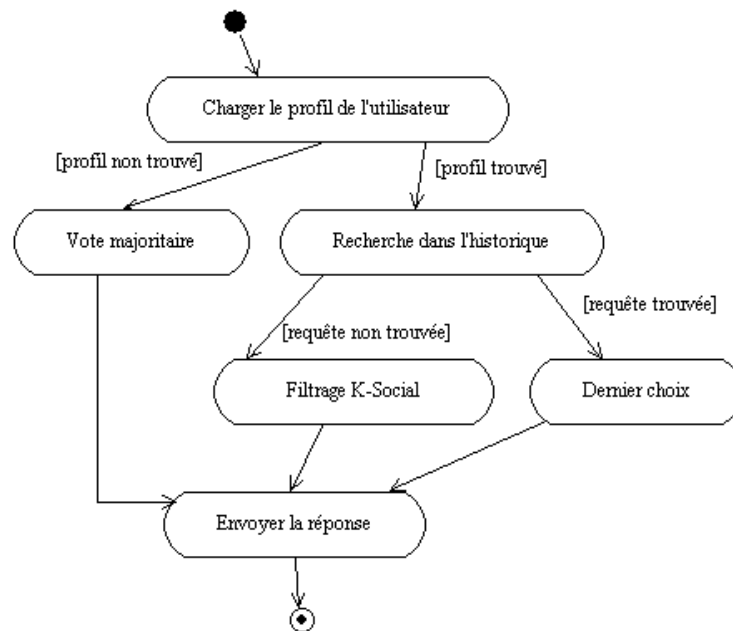 Charger le profil de l'utilisateur
[profil non trouvé]
[profil trouvé]
Vote majoritaire
Recherche dans l'historique
[requête non trouvée]
[requête trouvée]
Filtrage K-Social
Dernier choix
Envoyer la réponse